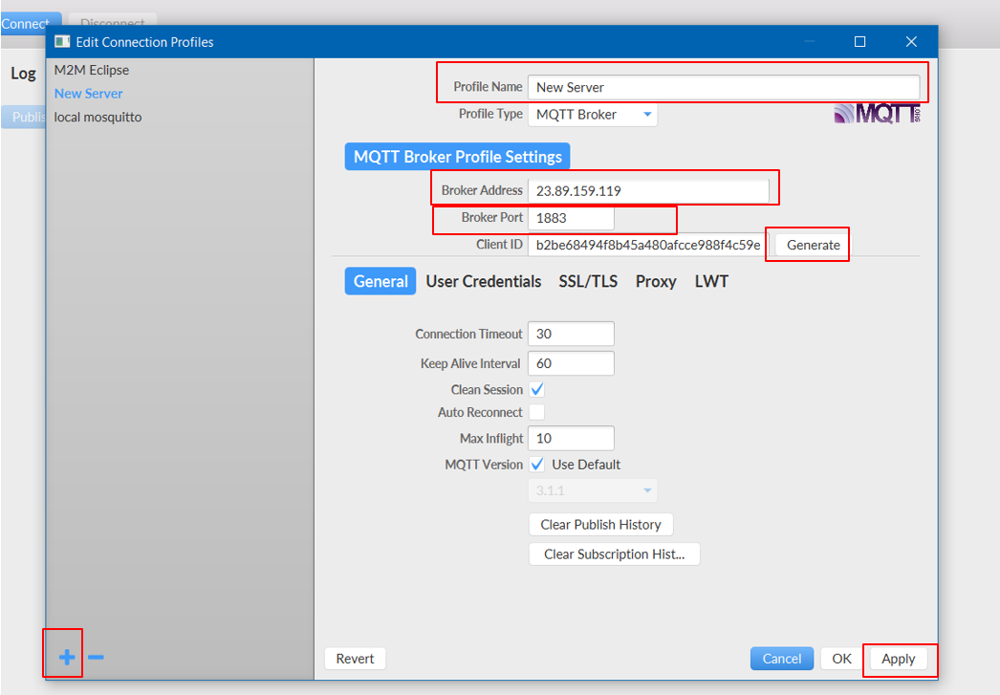 Connect
Disconnect
Edit Connection Profiles
Log
Publis
M2M Eclipse
New Server
local mosquitto
Profile Name New Server
Profile Type MQTT Broker
MQTT.ORG
MQTT Broker Profile Settings
Broker Address 23.89.159.119
Broker Port 1883
Client ID b2be68494f8b45a480afcce988f4c59e Generate
General User Credentials SSL/TLS Proxy LWT
Connection Timeout 30
Keep Alive Interval 60
Clean Session
Auto Reconnect
Max Inflight 10
MQTT Version Use Default
3.1.1
Clear Publish History
Clear Subscription Hist...
Revert Cancel OK Apply